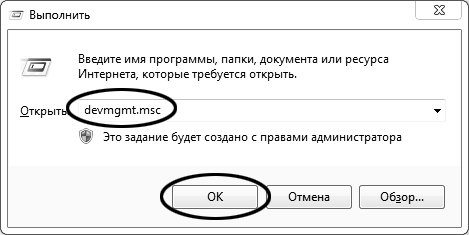 Выполнить
Введите имя программы, папки, документа или ресурса
Интернета, которые требуется открыть.
Открыть:
devmgmt.msc
Это задание будет создано с правами администратора
OK
Отмена
Обзор...